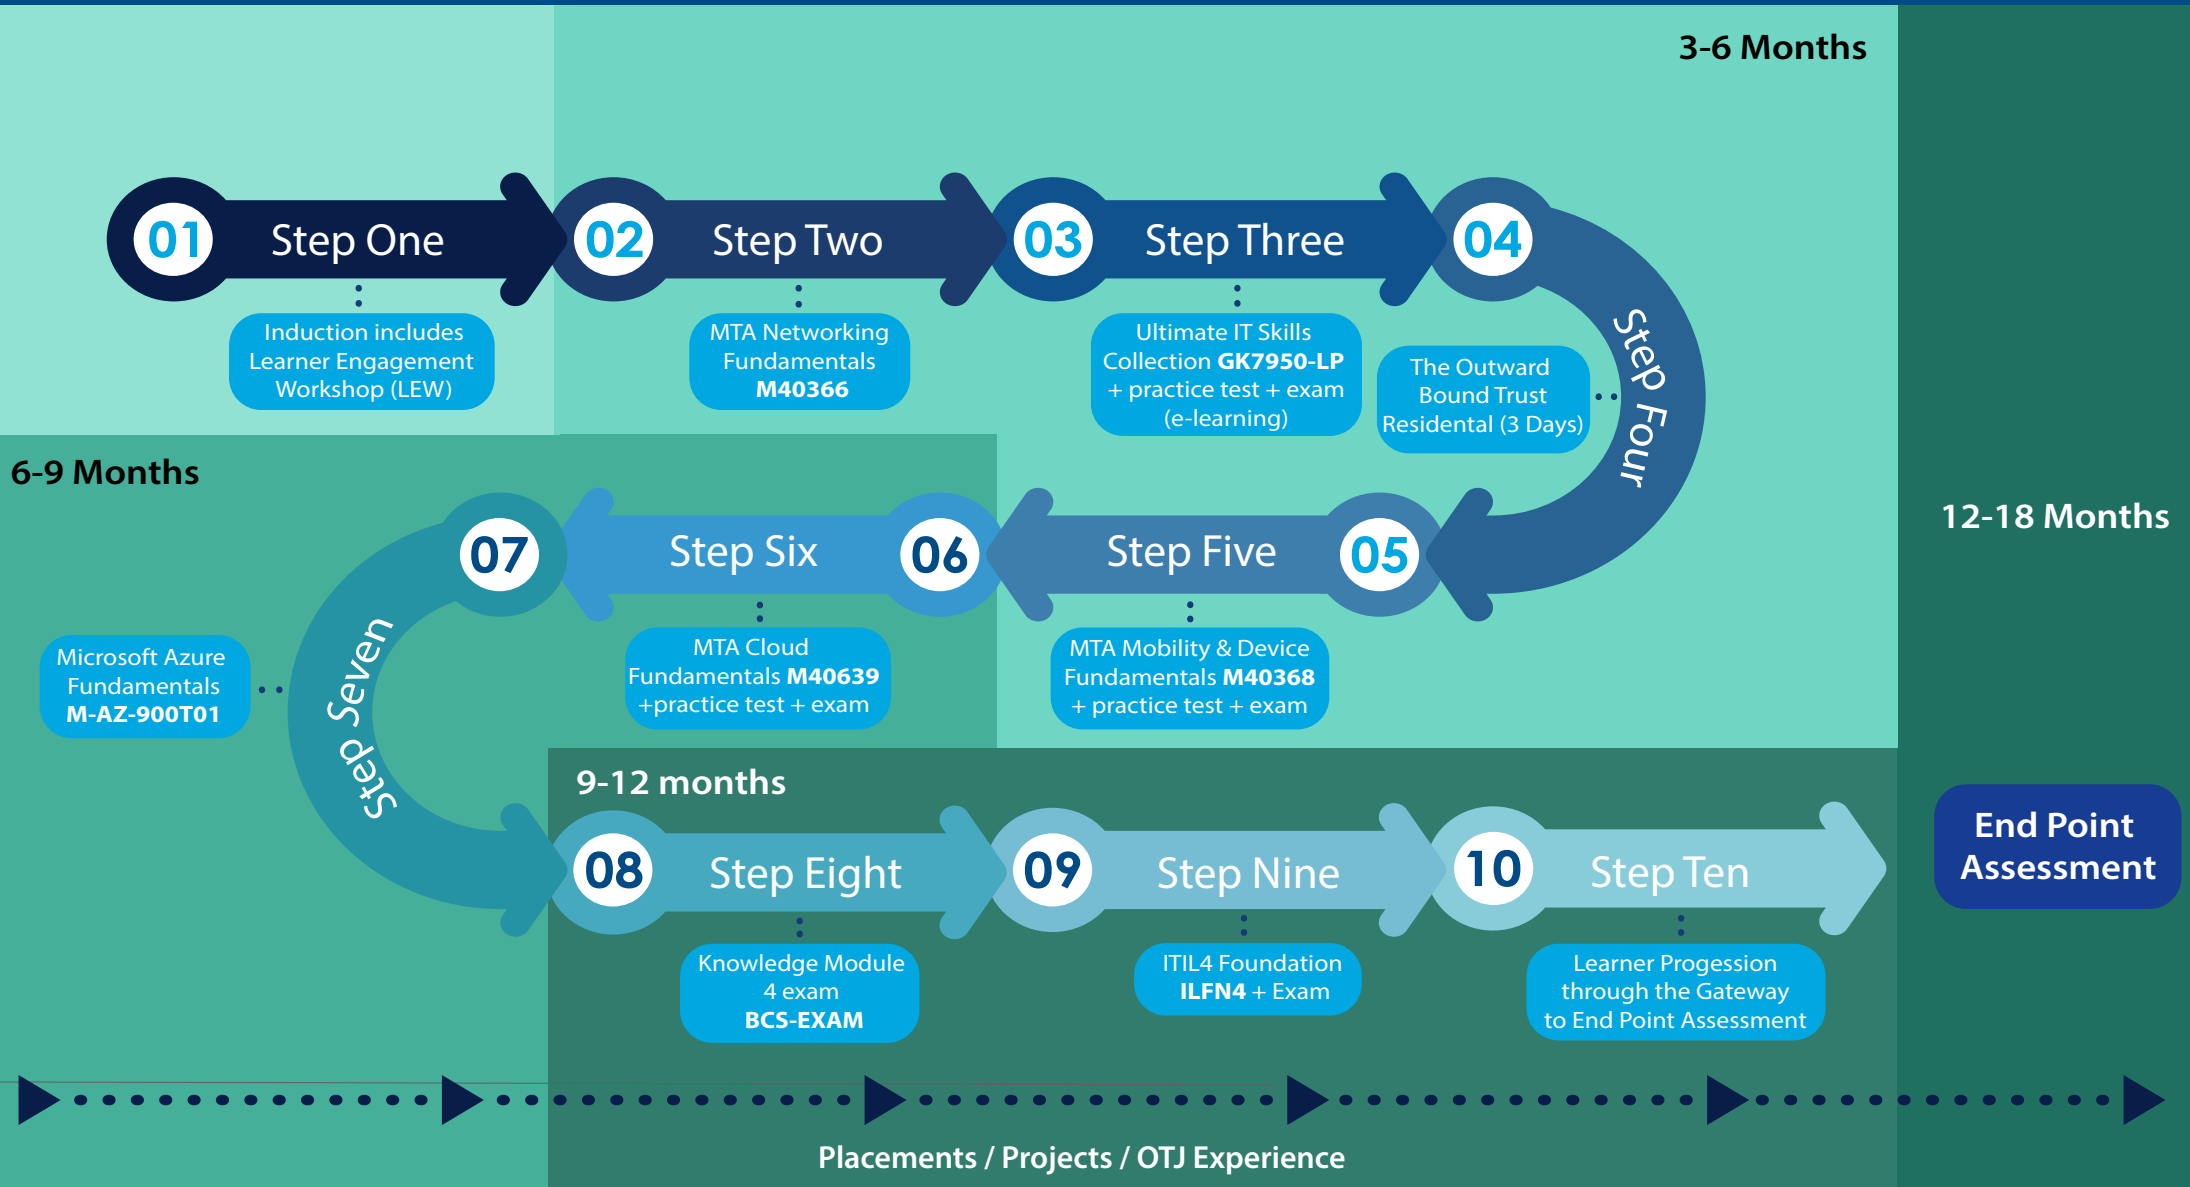 3-6 Months
01
Step One
02
Step Two
03
Step Three
04
Step Four
Induction includes
Learner Engagement
Workshop (LEW)
MTA Networking
Fundamentals
M40366
Ultimate IT Skills
Collection GK7950-LP
+ practice test + exam
(e-learning)
The Outward
Bound Trust
Residental (3 Days)
6-9 Months
12-18 Months
05
Step Five
06
Step Six
07
Step Seven
MTA Mobility & Device
Fundamentals M40368
+ practice test + exam
MTA Cloud
Fundamentals M40639
+practice test + exam
Microsoft Azure
Fundamentals
M-AZ-900T01
9-12 months
08
Step Eight
09
Step Nine
10
Step Ten
End Point
Assessment
Knowledge Module
4 exam
BCS-EXAM
ITIL4 Foundation
ILFN4 + Exam
Learner Progession
through the Gateway
to End Point Assessment
Placements / Projects / OTJ Experience